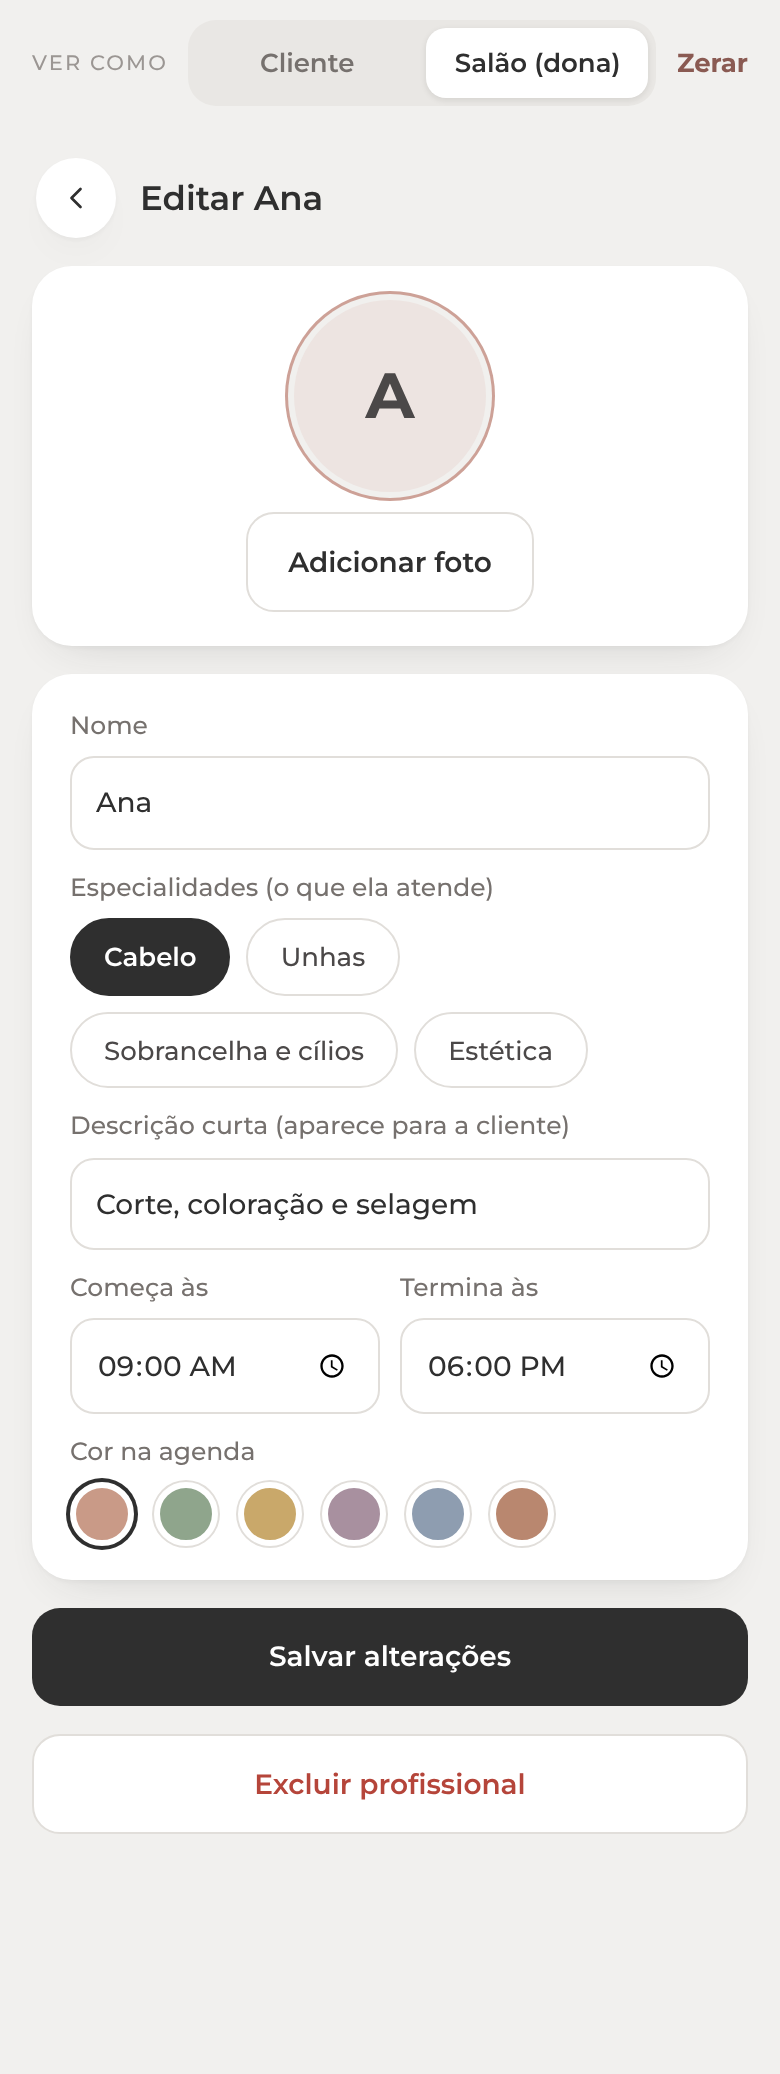 VER COMO Cliente Salão (dona) Zerar
Editar Ana
A
Adicionar foto
Nome
Ana
Especialidades (o que ela atende)
Cabelo Unhas
Sobrancelha e cílios Estética
Descrição curta (aparece para a cliente)
Corte, coloração e selagem
Começa às Termina às
09:00 AM 06:00 PM
Cor na agenda
Salvar alterações
Excluir profissional